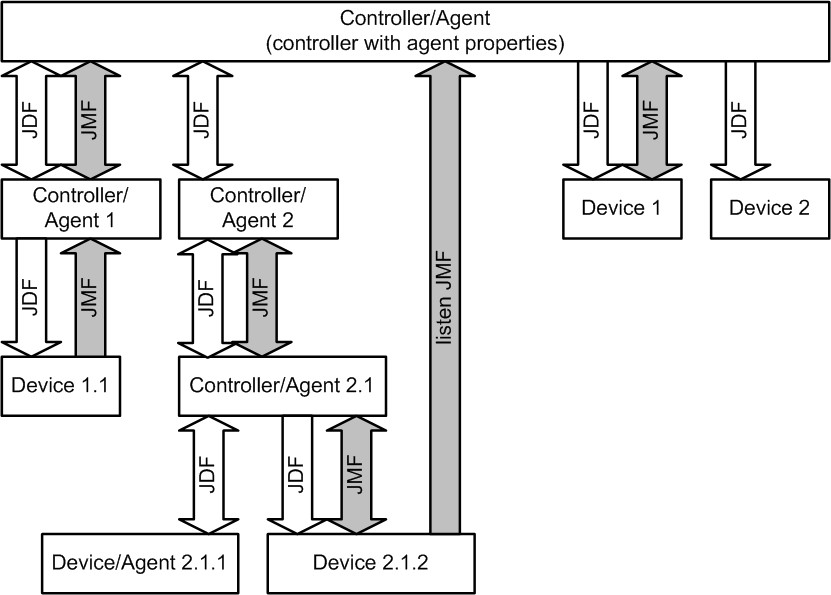 Controller/Agent
(controller with agent properties)
JDF
JMF
JDF
JDF
JMF
JDF
Controller/
Agent 1
Controller/
Agent 2
Device 1
Device 2
JDF
JMF
JDF
JMF
listen JMF
Device 1.1
Controller/Agent 2.1
JDF
JDF
JMF
Device/Agent 2.1.1
Device 2.1.2